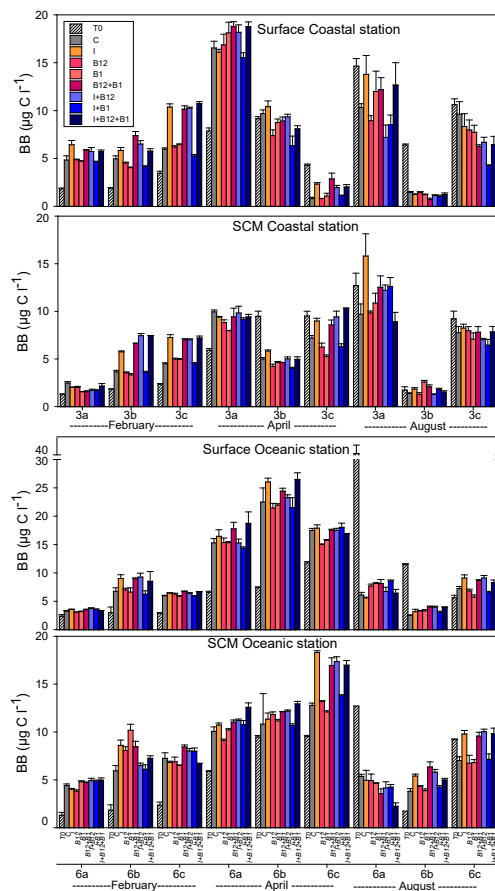 Surface Coastal station
T0
C
I
B12
B1
B12+B1
I+B12
I+B1
I+B12+B1
BB (µg C l⁻¹)
20
15
10
5
0
SCM Coastal station
BB (µg C l⁻¹)
20
15
10
5
0
3a 3b 3c 3a 3b 3c 3a 3b 3c
----------February---------- ----------April---------- ----------August----------
Surface Oceanic station
BB (µg C l⁻¹)
40
30
25
20
15
10
5
0
SCM Oceanic station
BB (µg C l⁻¹)
20
15
10
5
0
T0 C I B12 B1 B12+B1 I+B12 I+B1 I+B12+B1
6a 6b 6c 6a 6b 6c 6a 6b 6c
----------February---------- ----------April---------- ----------August----------